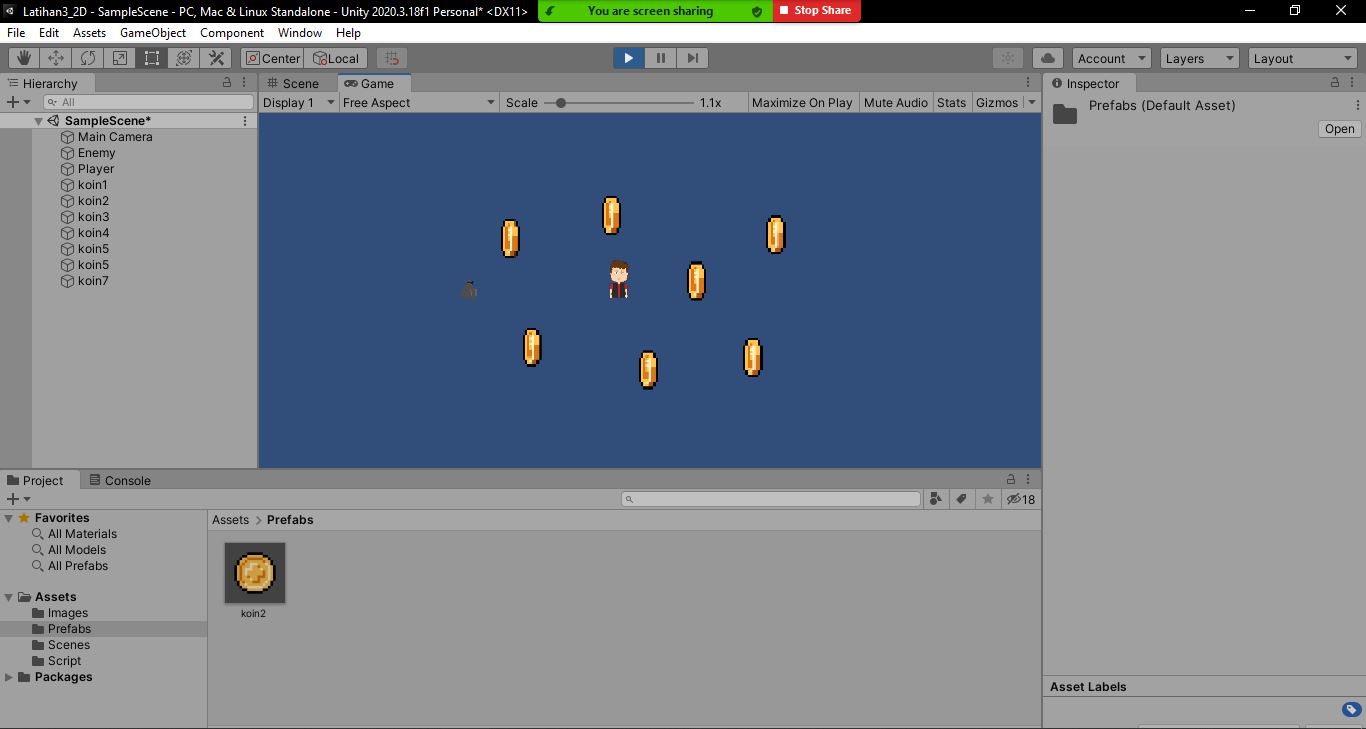 Latihan3_2D - SampleScene - PC, Mac & Linux Standalone - Unity 2020.3.18f1 Personal* <DX11>
You are screen sharing
Stop Share
File Edit Assets GameObject Component Window Help
Center Local
Account Layers Layout
Hierarchy
All
SampleScene*
Main Camera
Enemy
Player
koin1
koin2
koin3
koin4
koin5
koin5
koin7
Scene Game
Display 1 Free Aspect Scale 1.1x Maximize On Play Mute Audio Stats Gizmos
Inspector
Prefabs (Default Asset)
Open
Project Console
18
Favorites
All Materials
All Models
All Prefabs
Assets
Images
Prefabs
Scenes
Script
Packages
Assets > Prefabs
koin2
Asset Labels